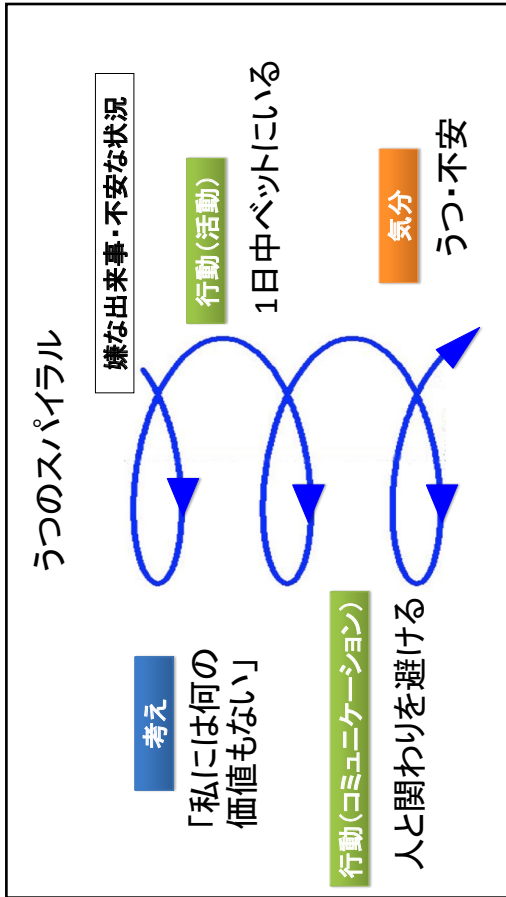 うつのスパイラル
嫌な出来事・不安な状況
考え
「私には何の
価値もない」
行動(活動)
1日中ベットにいる
行動(コミュニケーション)
人と関わりを避ける
気分
うつ・不安